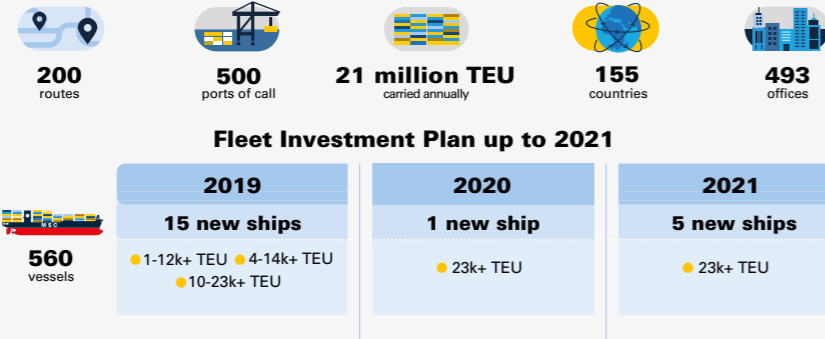 200
routes
500
ports of call
21 million TEU
carried annually
155
countries
493
offices
Fleet Investment Plan up to 2021
2019
2020
2021
15 new ships
1 new ship
5 new ships
MSC
560
vessels
1-12k+ TEU 4-14k+ TEU
10-23k+ TEU
23k+ TEU
23k+ TEU